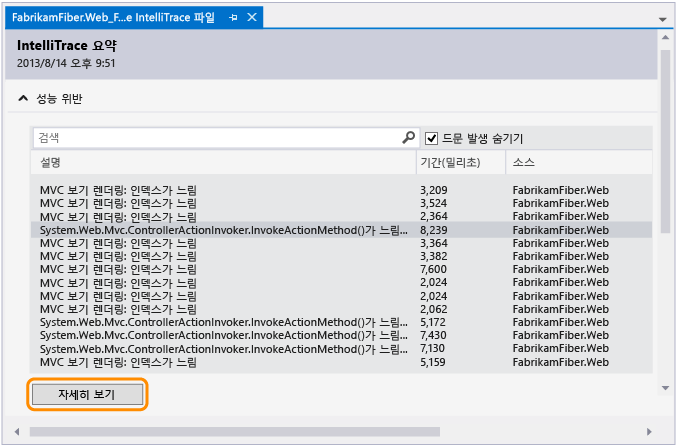 FabrikamFiber.Web_F...e IntelliTrace 파일
IntelliTrace 요약
2013/8/14 오후 9:51
성능 위반
검색 드문 발생 숨기기
설명 기간(밀리초) 소스
MVC 보기 렌더링: 인덱스가 느림 3,209 FabrikamFiber.Web
MVC 보기 렌더링: 인덱스가 느림 3,524 FabrikamFiber.Web
MVC 보기 렌더링: 인덱스가 느림 2,364 FabrikamFiber.Web
System.Web.Mvc.ControllerActionInvoker.InvokeActionMethod()가 느림... 8,239 FabrikamFiber.Web
MVC 보기 렌더링: 인덱스가 느림 3,364 FabrikamFiber.Web
MVC 보기 렌더링: 인덱스가 느림 3,382 FabrikamFiber.Web
MVC 보기 렌더링: 인덱스가 느림 7,600 FabrikamFiber.Web
MVC 보기 렌더링: 인덱스가 느림 2,024 FabrikamFiber.Web
MVC 보기 렌더링: 인덱스가 느림 2,024 FabrikamFiber.Web
MVC 보기 렌더링: 인덱스가 느림 2,062 FabrikamFiber.Web
System.Web.Mvc.ControllerActionInvoker.InvokeActionMethod()가 느림... 5,172 FabrikamFiber.Web
System.Web.Mvc.ControllerActionInvoker.InvokeActionMethod()가 느림... 7,430 FabrikamFiber.Web
System.Web.Mvc.ControllerActionInvoker.InvokeActionMethod()가 느림... 7,130 FabrikamFiber.Web
MVC 보기 렌더링: 인덱스가 느림 5,159 FabrikamFiber.Web
자세히 보기